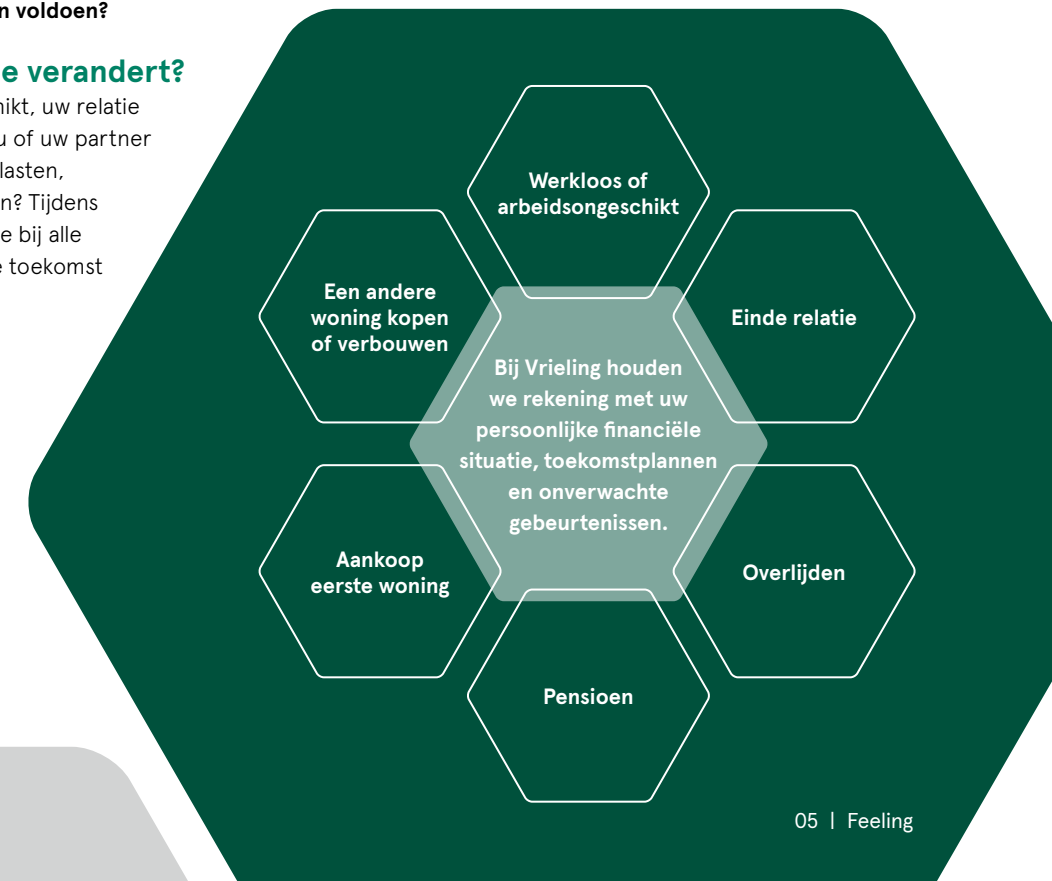 n voldoen?
e verandert?
hikt, uw relatie
u of uw partner
lasten,
n? Tijdens
e bij alle
e toekomst
Werkloos of
arbeidsongeschikt
Een andere
woning kopen
of verbouwen
Einde relatie
Bij Vrieling houden
we rekening met uw
persoonlijke financiële
situatie, toekomstplannen
en onverwachte
gebeurtenissen.
Aankoop
eerste woning
Overlijden
Pensioen
05 | Feeling